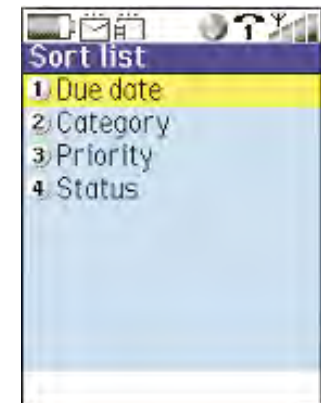 Sort list
1 Due date
2 Category
3 Priority
4 Status